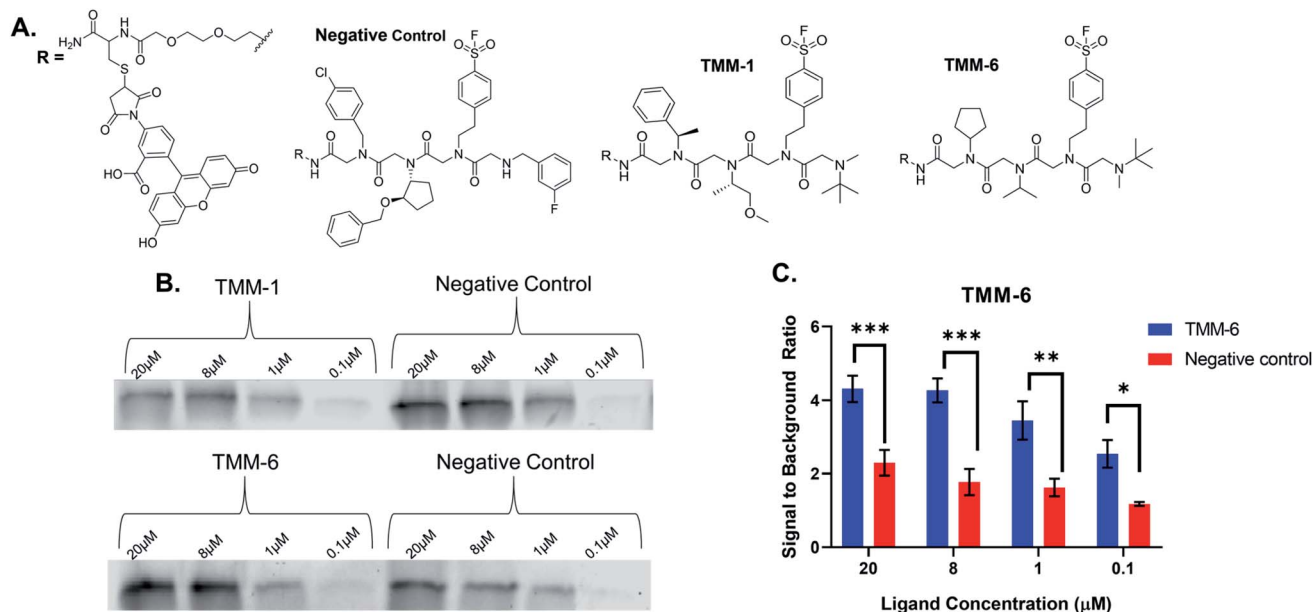 A.
R =
H₂N
O
H
N
O
O
O
S
O
N
O
O
HO
O
O
HO
Negative Control
F
O=S=O
Cl
R
HN
O
N
O
N
O
N
O
N
H
O
F
TMM-1
F
O=S=O
R
HN
O
N
O
N
O
N
O
N
O
TMM-6
F
O=S=O
R
HN
O
N
O
N
O
N
O
N
B.
TMM-1
Negative Control
20µM 8µM 1µM 0.1µM 20µM 8µM 1µM 0.1µM
TMM-6
Negative Control
20µM 8µM 1µM 0.1µM 20µM 8µM 1µM 0.1µM
C.
TMM-6
TMM-6
Negative control
Signal to Background Ratio
6
4
2
0
***
***
**
*
20 8 1 0.1
Ligand Concentration (µM)